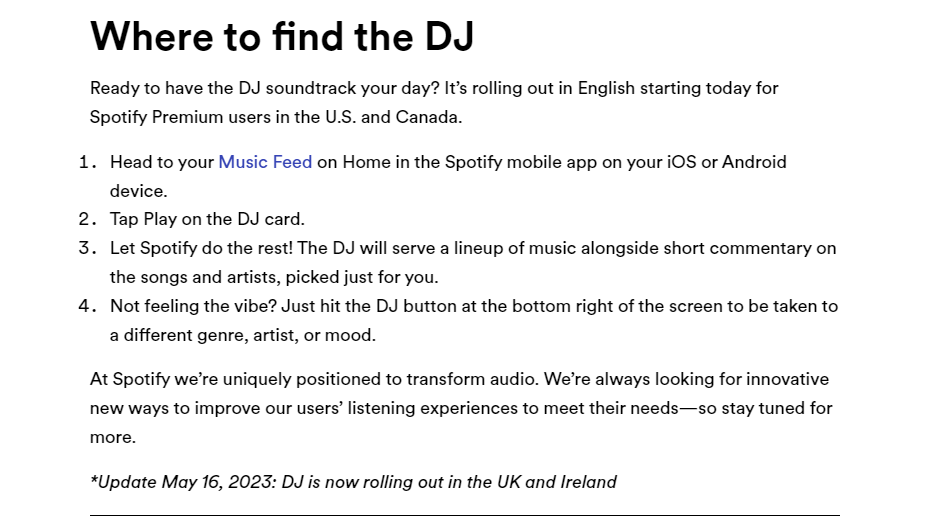 Where to find the DJ
Ready to have the DJ soundtrack your day? It’s rolling out in English starting today for
Spotify Premium users in the U.S. and Canada.
1. Head to your Music Feed on Home in the Spotify mobile app on your iOS or Android
device.
2. Tap Play on the DJ card.
3. Let Spotify do the rest! The DJ will serve a lineup of music alongside short commentary on
the songs and artists, picked just for you.
4. Not feeling the vibe? Just hit the DJ button at the bottom right of the screen to be taken to
a different genre, artist, or mood.
At Spotify we’re uniquely positioned to transform audio. We’re always looking for innovative
new ways to improve our users’ listening experiences to meet their needs—so stay tuned for
more.
*Update May 16, 2023: DJ is now rolling out in the UK and Ireland